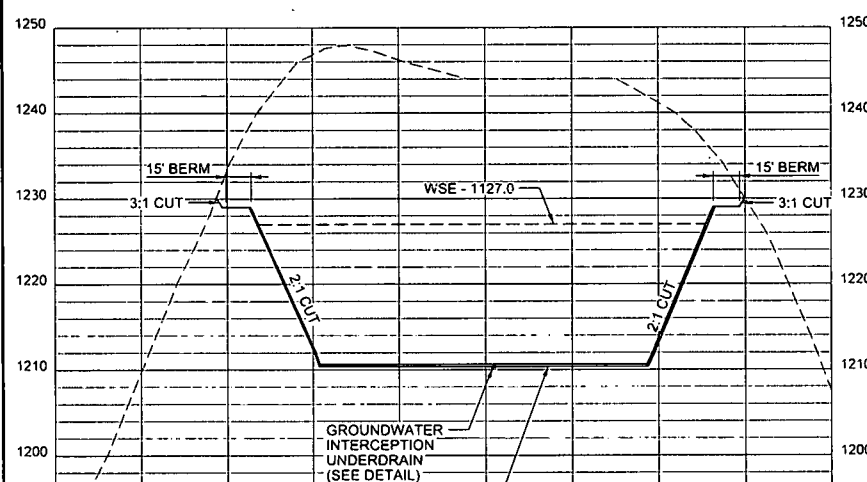 1250 1250
1240 1240
15' BERM 15' BERM
WSE - 1127.0
1230 1230
3:1 CUT 3:1 CUT
2:1 CUT 2:1 CUT
1220 1220
1210 1210
GROUNDWATER
INTERCEPTION
UNDERDRAIN
(SEE DETAIL)
1200 1200